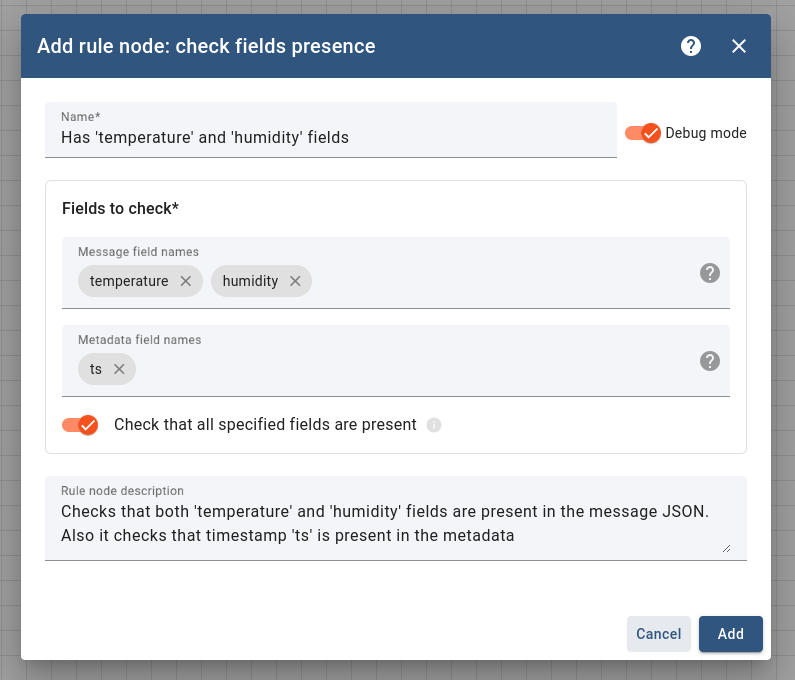 Add rule node: check fields presence
Name*
Has 'temperature' and 'humidity' fields
Debug mode
Fields to check*
Message field names
temperature humidity
Metadata field names
ts
Check that all specified fields are present
Rule node description
Checks that both 'temperature' and 'humidity' fields are present in the message JSON.
Also it checks that timestamp 'ts' is present in the metadata
Cancel Add